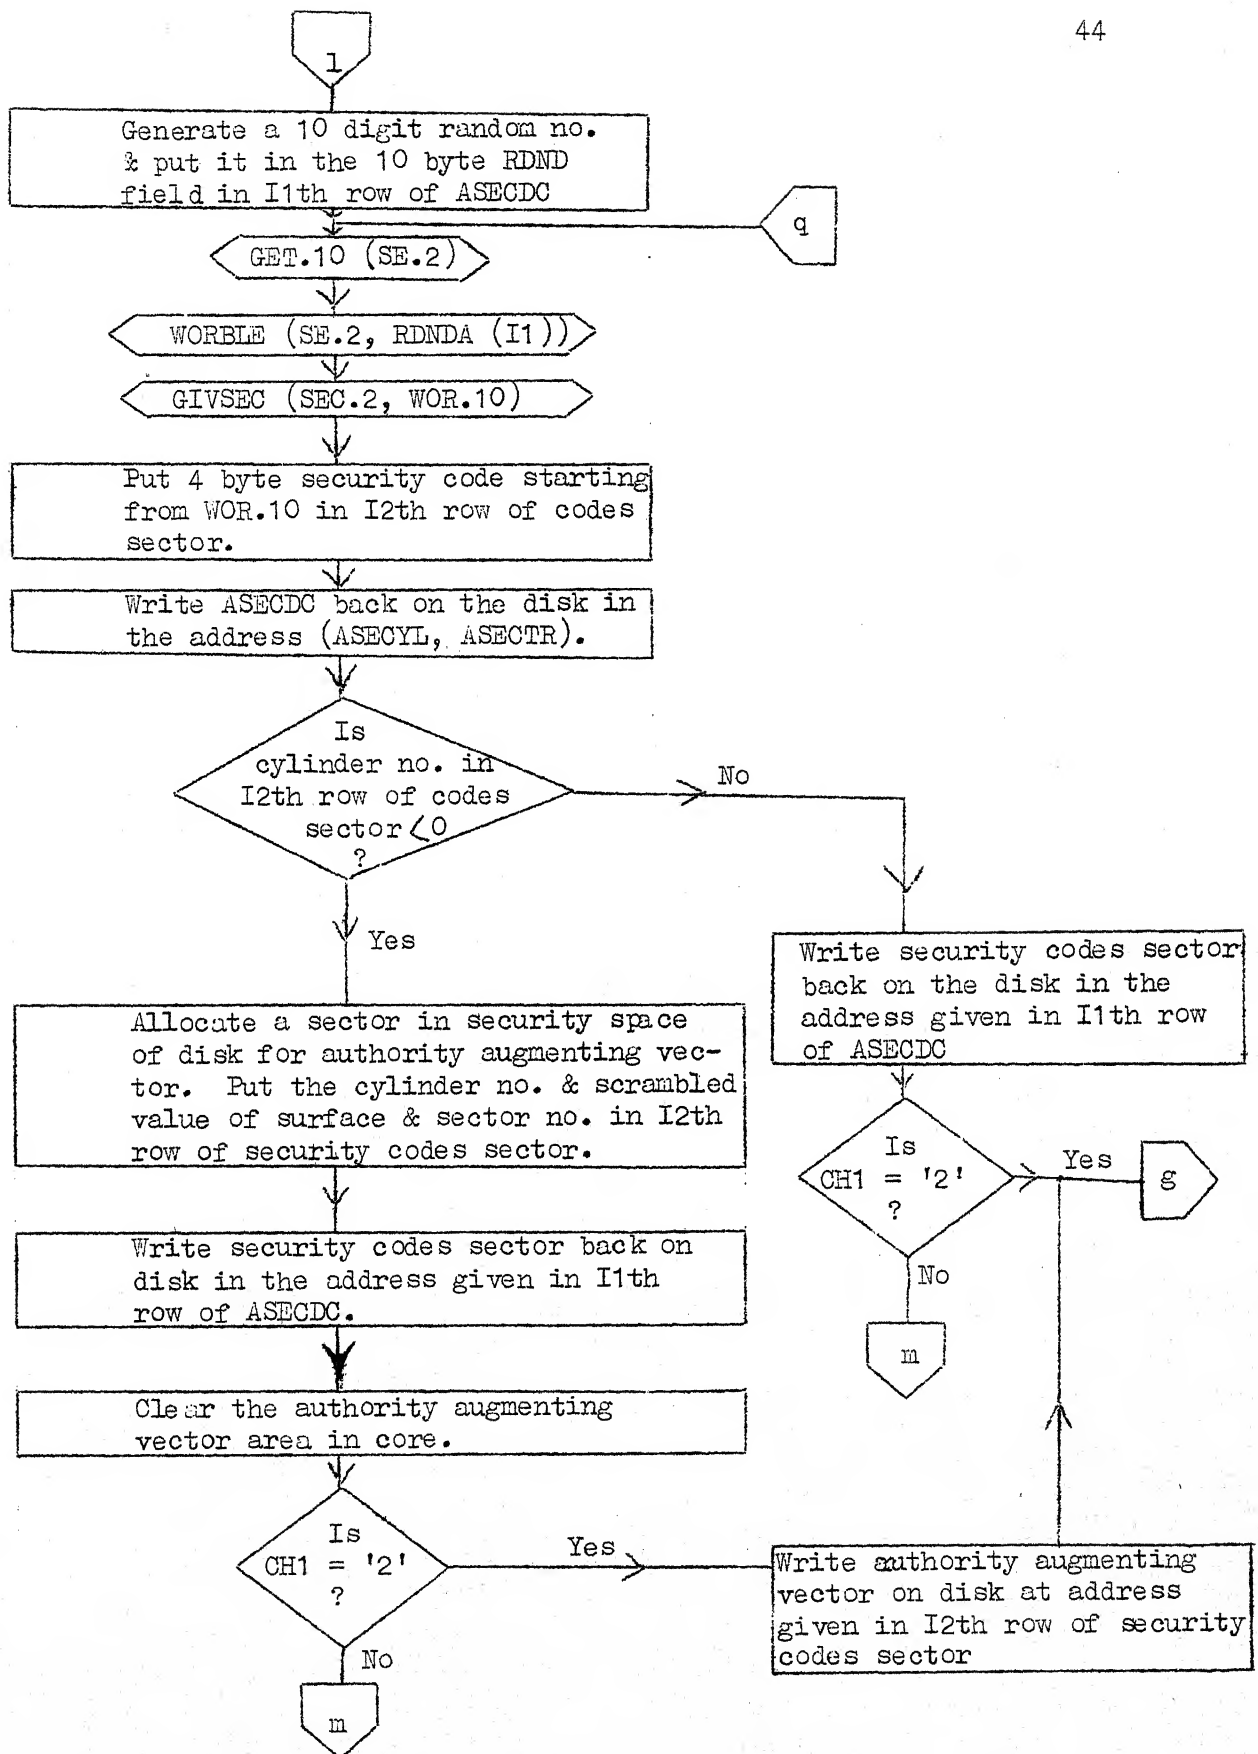 44
l
Generate a 10 digit random no.
& put it in the 10 byte RDND
field in I1th row of ASECDC
q
GET.10 (SE.2)
WORBLE (SE.2, RDNDA (I1))
GIVSEC (SEC.2, WOR.10)
Put 4 byte security code starting
from WOR.10 in I2th row of codes
sector.
Write ASECDC back on the disk in
the address (ASECYL, ASECTR).
Is
cylinder no. in
I2th row of codes
sector <0
?
No
Yes
Write security codes sector
back on the disk in the
address given in I1th row
of ASECDC
Allocate a sector in security space
of disk for authority augmenting vec-
tor. Put the cylinder no. & scrambled
value of surface & sector no. in I2th
row of security codes sector.
Is
CH1 = '2'
?
Yes
g
No
m
Write security codes sector back on
disk in the address given in I1th
row of ASECDC.
Clear the authority augmenting
vector area in core.
Is
CH1 = '2'
?
Yes
Write authority augmenting
vector on disk at address
given in I2th row of security
codes sector
No
m